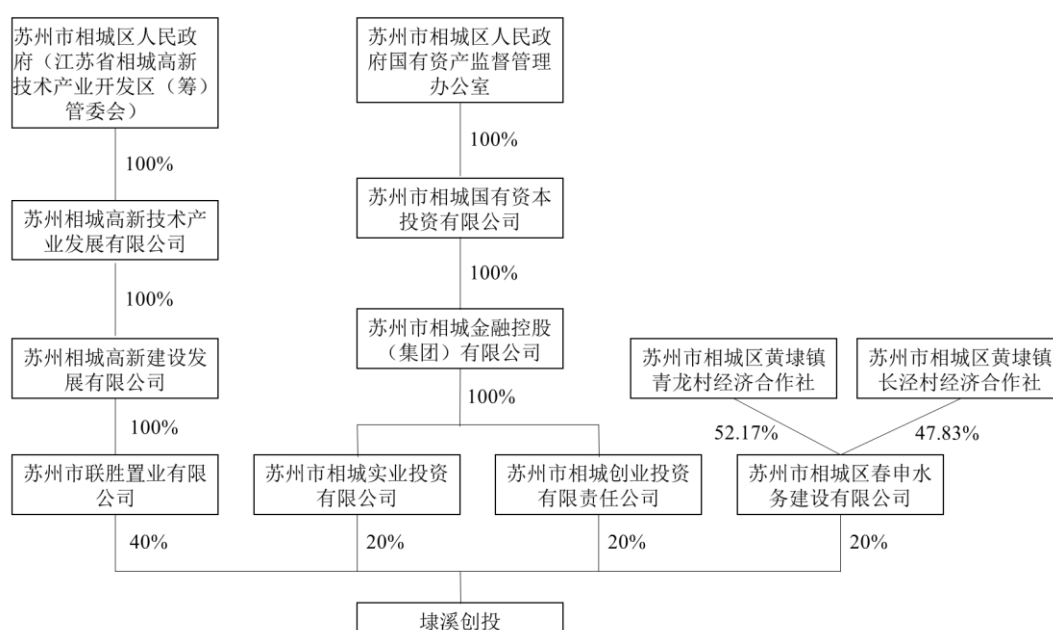 苏州市相城区人民政
府（江苏省相城高新
技术产业开发区（筹）
管委会）
苏州市相城区人民政
府国有资产监督管理
办公室
100%
100%
苏州相城高新技术产
业发展有限公司
苏州市相城国有资本
投资有限公司
100%
100%
苏州相城高新建设发
展有限公司
苏州市相城金融控股
（集团）有限公司
苏州市相城区黄埭镇
青龙村经济合作社
苏州市相城区黄埭镇
长泾村经济合作社
100%
100%
52.17%
47.83%
苏州市联胜置业有限
公司
苏州市相城实业投资
有限公司
苏州市相城创业投资
有限责任公司
苏州市相城区春申水
务建设有限公司
40%
20%
20%
20%
埭溪创投